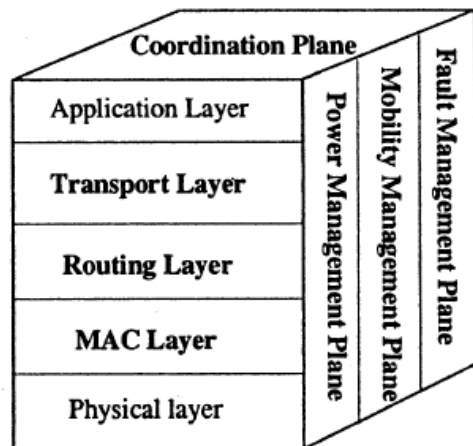 Coordination Plane
Application Layer
Transport Layer
Routing Layer
MAC Layer
Physical layer
Power Management Plane
Mobility Management Plane
Fault Management Plane